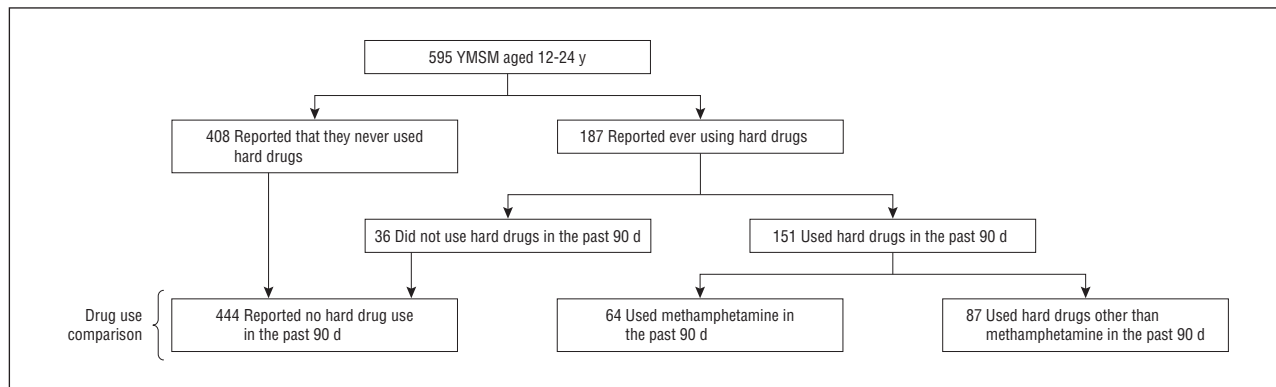 595 YMSM aged 12-24 y
408 Reported that they never used
hard drugs
187 Reported ever using hard drugs
36 Did not use hard drugs in the past 90 d
151 Used hard drugs in the past 90 d
Drug use
comparison
444 Reported no hard drug use
in the past 90 d
64 Used methamphetamine in
the past 90 d
87 Used hard drugs other than
methamphetamine in the past 90 d